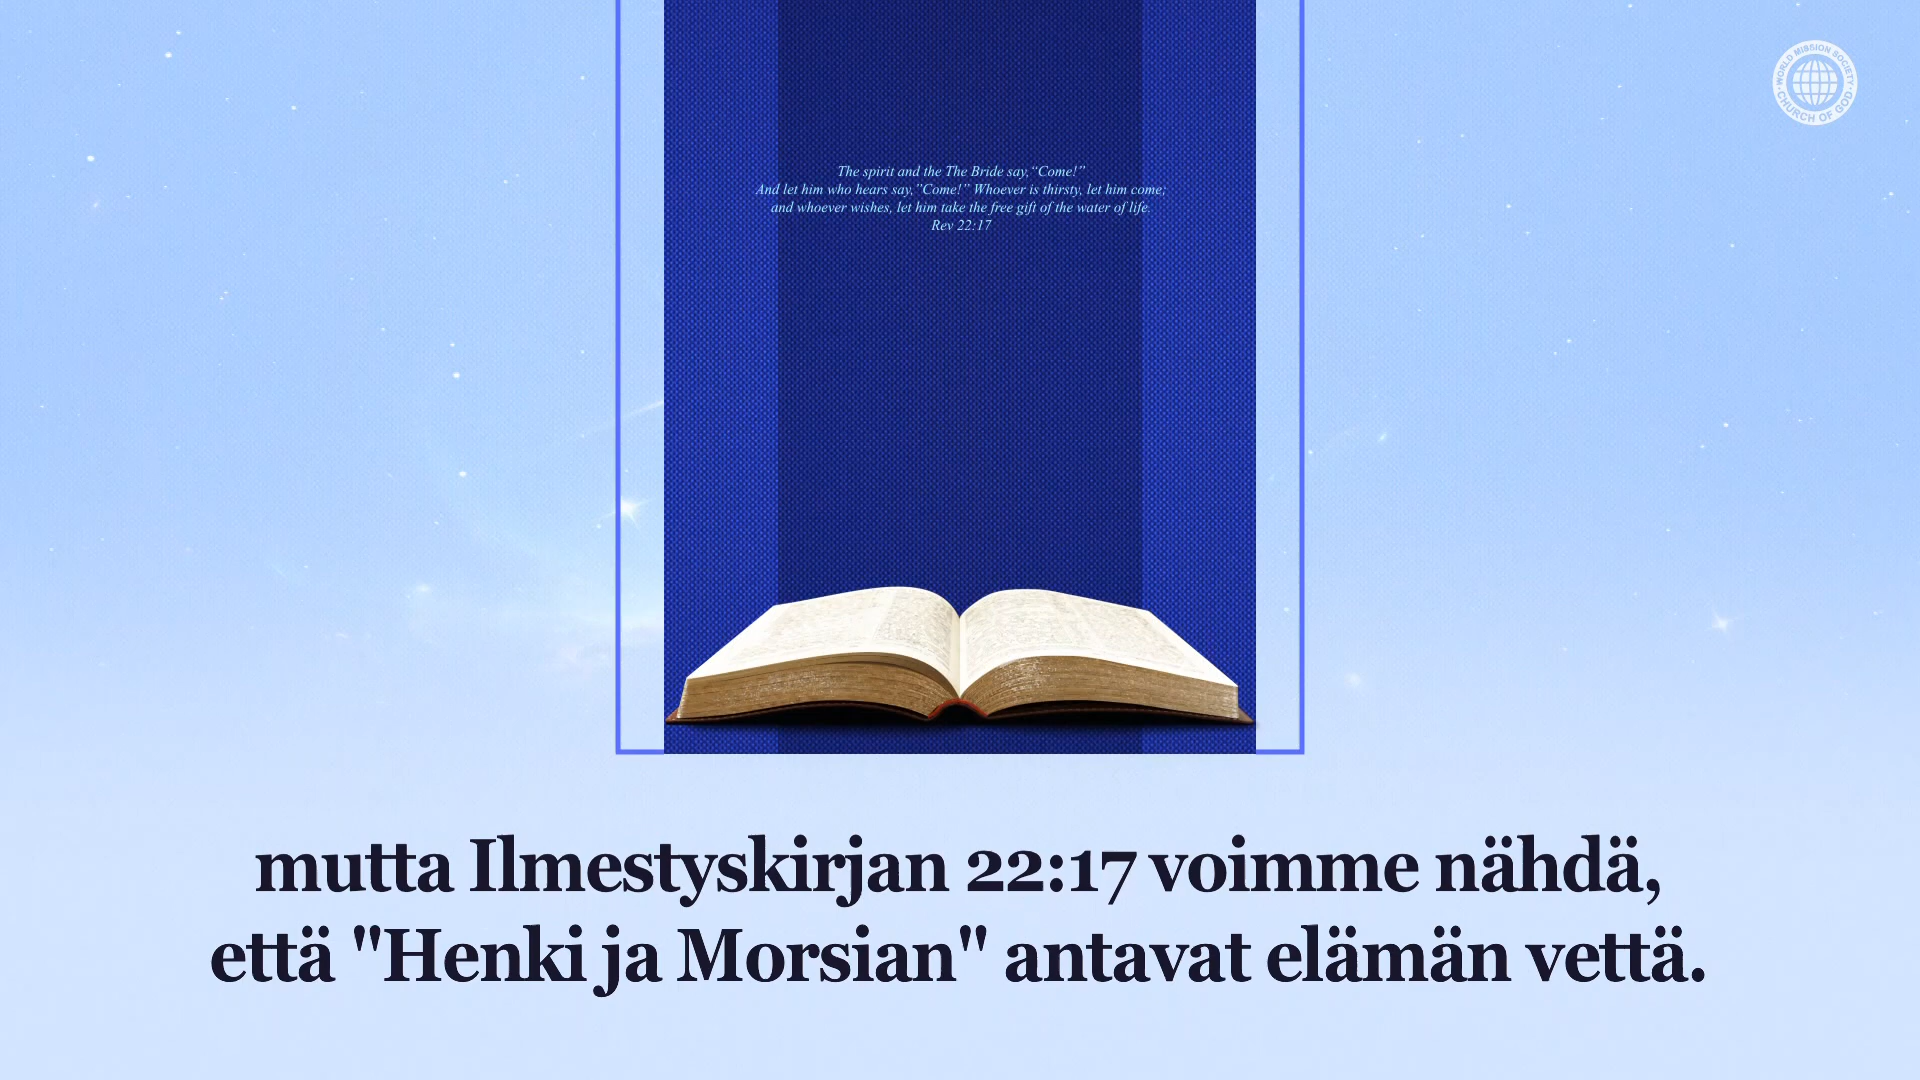 WORLD MISSION SOCIETY
CHURCH OF GOD
The spirit and the The Bride say,“Come!”
And let him who hears say,”Come!” Whoever is thirsty, let him come;
and whoever wishes, let him take the free gift of the water of life.
Rev 22:17
mutta Ilmestyskirjan 22:17 voimme nähdä,
että "Henki ja Morsian" antavat elämän vettä.